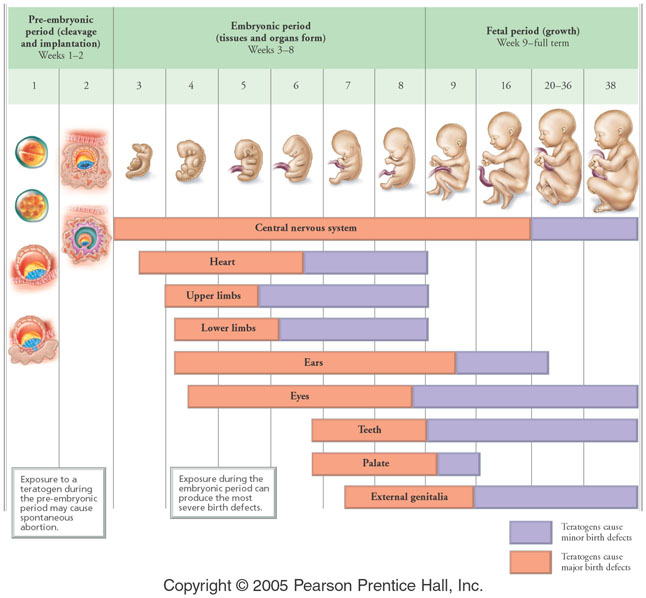 Pre-embryonic
period (cleavage
and implantation)
Weeks 1–2
Embryonic period
(tissues and organs form)
Weeks 3–8
Fetal period (growth)
Week 9–full term
1 2 3 4 5 6 7 8 9 16 20–36 38
Central nervous system
Heart
Upper limbs
Lower limbs
Ears
Eyes
Teeth
Palate
External genitalia
Exposure to a
teratogen during
the pre-embryonic
period may cause
spontaneous
abortion.
Exposure during the
embryonic period can
produce the most
severe birth defects.
Teratogens cause
minor birth defects
Teratogens cause
major birth defects
Copyright © 2005 Pearson Prentice Hall, Inc.